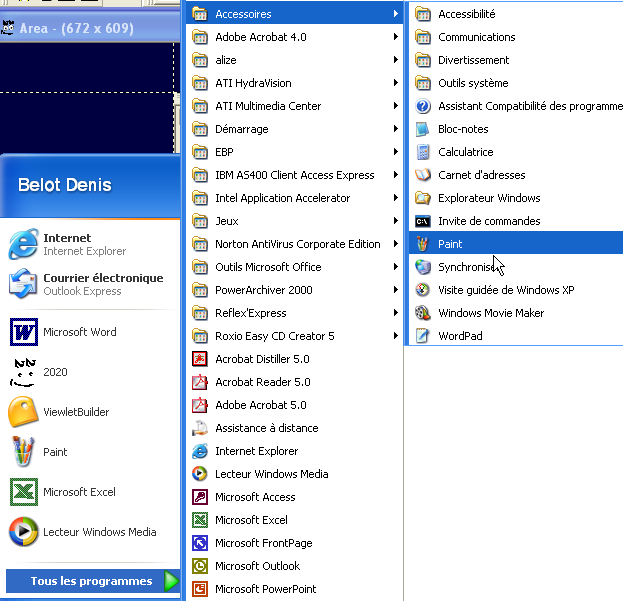 Area - (672 x 609)
Belot Denis
Internet
Internet Explorer
Courrier électronique
Outlook Express
Microsoft Word
2020
ViewletBuilder
Paint
Microsoft Excel
Lecteur Windows Media
Tous les programmes
Accessoires
Adobe Acrobat 4.0
alize
ATI HydraVision
ATI Multimedia Center
Démarrage
EBP
IBM AS400 Client Access Express
Intel Application Accelerator
Jeux
Norton AntiVirus Corporate Edition
Outils Microsoft Office
PowerArchiver 2000
Reflex'Express
Roxio Easy CD Creator 5
Acrobat Distiller 5.0
Acrobat Reader 5.0
Adobe Acrobat 5.0
Assistance à distance
Internet Explorer
Lecteur Windows Media
Microsoft Access
Microsoft Excel
Microsoft FrontPage
Microsoft Outlook
Microsoft PowerPoint
Accessibilité
Communications
Divertissement
Outils système
Assistant Compatibilité des programme
Bloc-notes
Calculatrice
Carnet d'adresses
Explorateur Windows
Invite de commandes
Paint
Synchronise
Visite guidée de Windows XP
Windows Movie Maker
WordPad